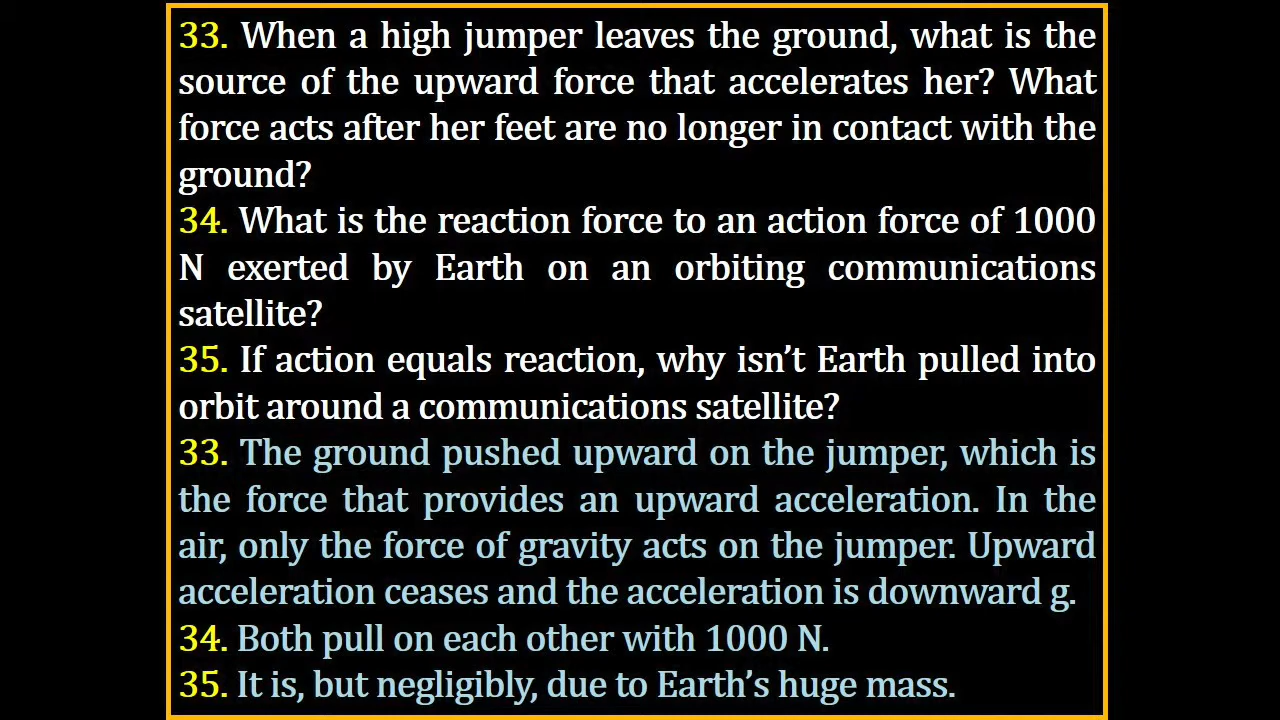 33. When a high jumper leaves the ground, what is the
source of the upward force that accelerates her? What
force acts after her feet are no longer in contact with the
ground?
34. What is the reaction force to an action force of 1000
N exerted by Earth on an orbiting communications
satellite?
35. If action equals reaction, why isn’t Earth pulled into
orbit around a communications satellite?
33. The ground pushed upward on the jumper, which is
the force that provides an upward acceleration. In the
air, only the force of gravity acts on the jumper. Upward
acceleration ceases and the acceleration is downward g.
34. Both pull on each other with 1000 N.
35. It is, but negligibly, due to Earth’s huge mass.